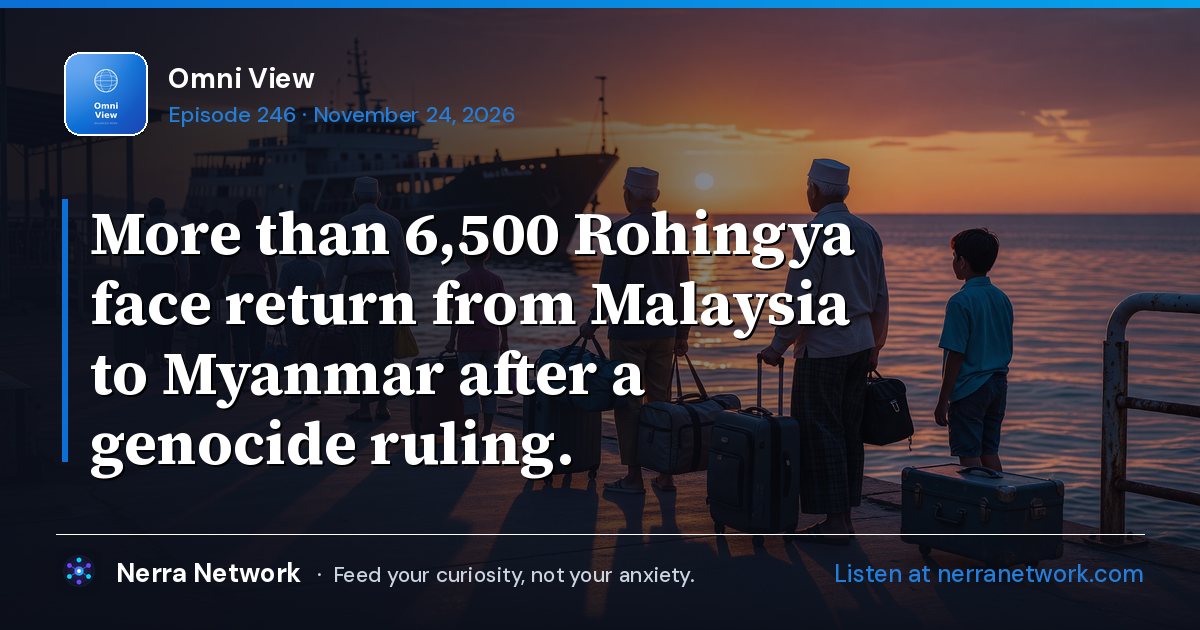 Omni View
Episode 246 · November 24, 2026
Omni
View
More than 6,500 Rohingya
face return from Malaysia
to Myanmar after a
genocide ruling.
Nerra Network · Feed your curiosity, not your anxiety.
Listen at nerranetwork.com